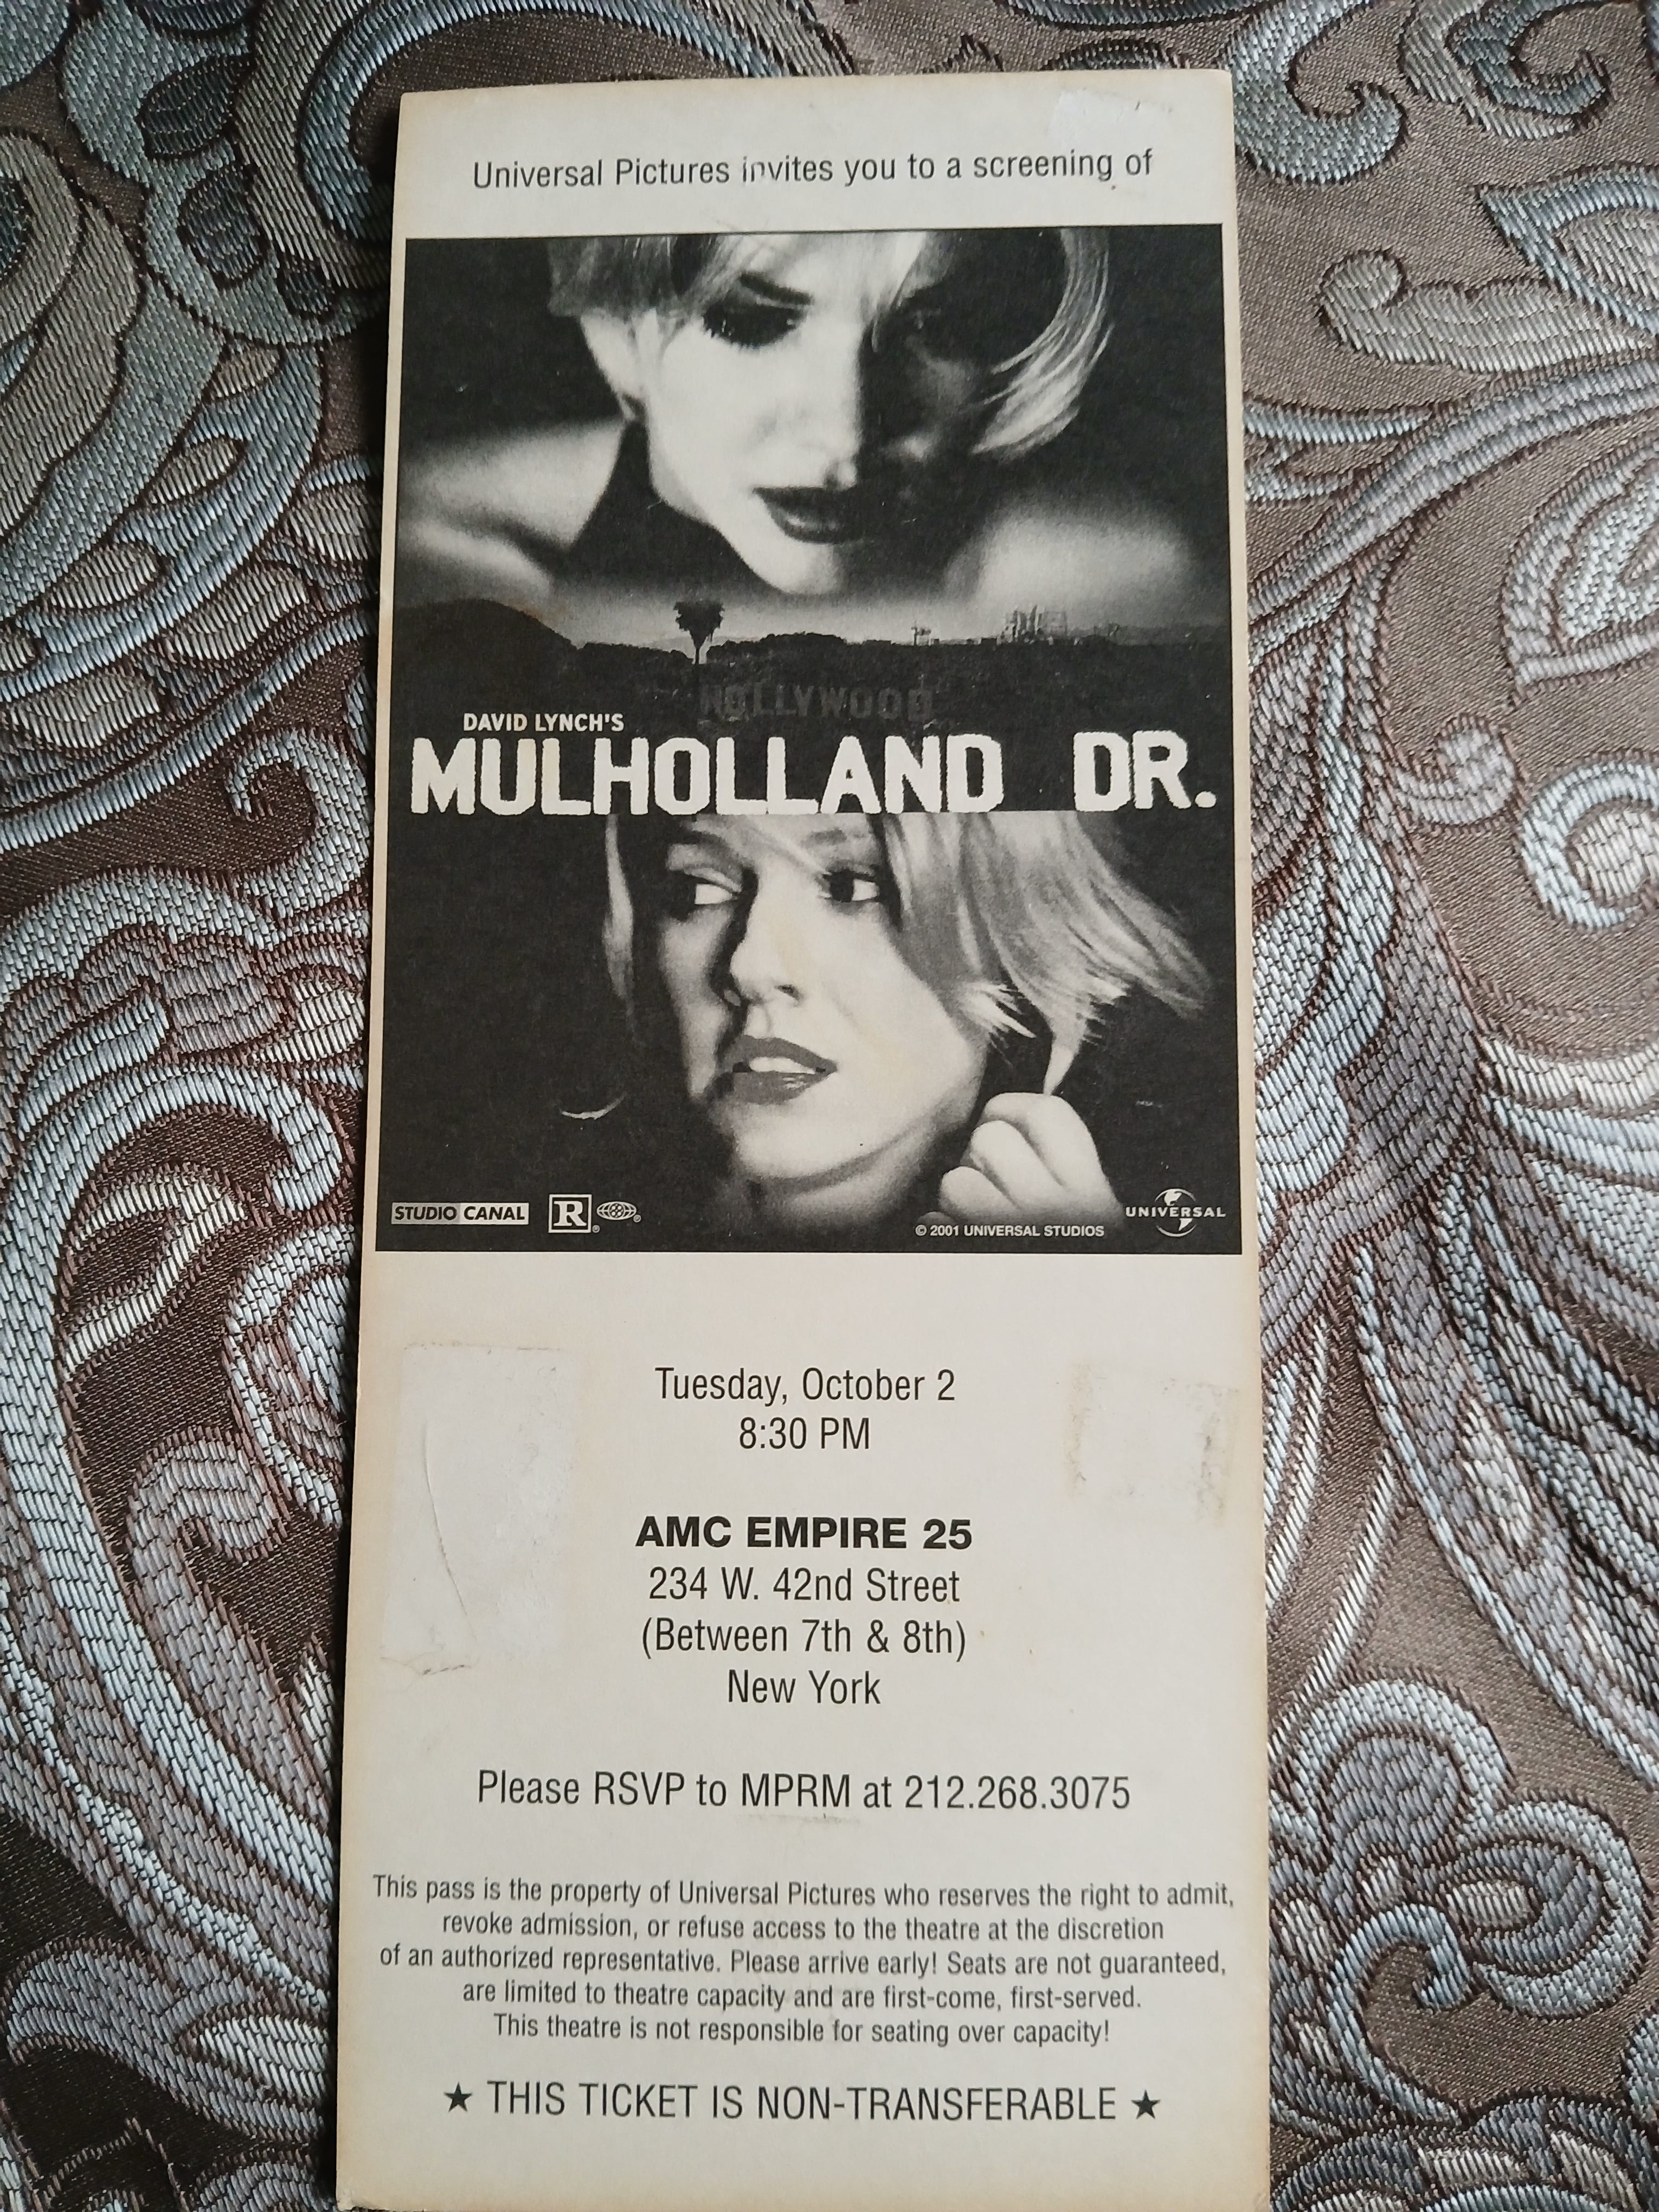 Universal Pictures invites you to a screening of
HOLLYWOOD
DAVID LYNCH'S
MULHOLLAND DR.
STUDIO CANAL R ® ® © 2001 UNIVERSAL STUDIOS UNIVERSAL
Tuesday, October 2
8:30 PM
AMC EMPIRE 25
234 W. 42nd Street
(Between 7th & 8th)
New York
Please RSVP to MPRM at 212.268.3075
This pass is the property of Universal Pictures who reserves the right to admit,
revoke admission, or refuse access to the theatre at the discretion
of an authorized representative. Please arrive early! Seats are not guaranteed,
are limited to theatre capacity and are first-come, first-served.
This theatre is not responsible for seating over capacity!
★ THIS TICKET IS NON-TRANSFERABLE ★